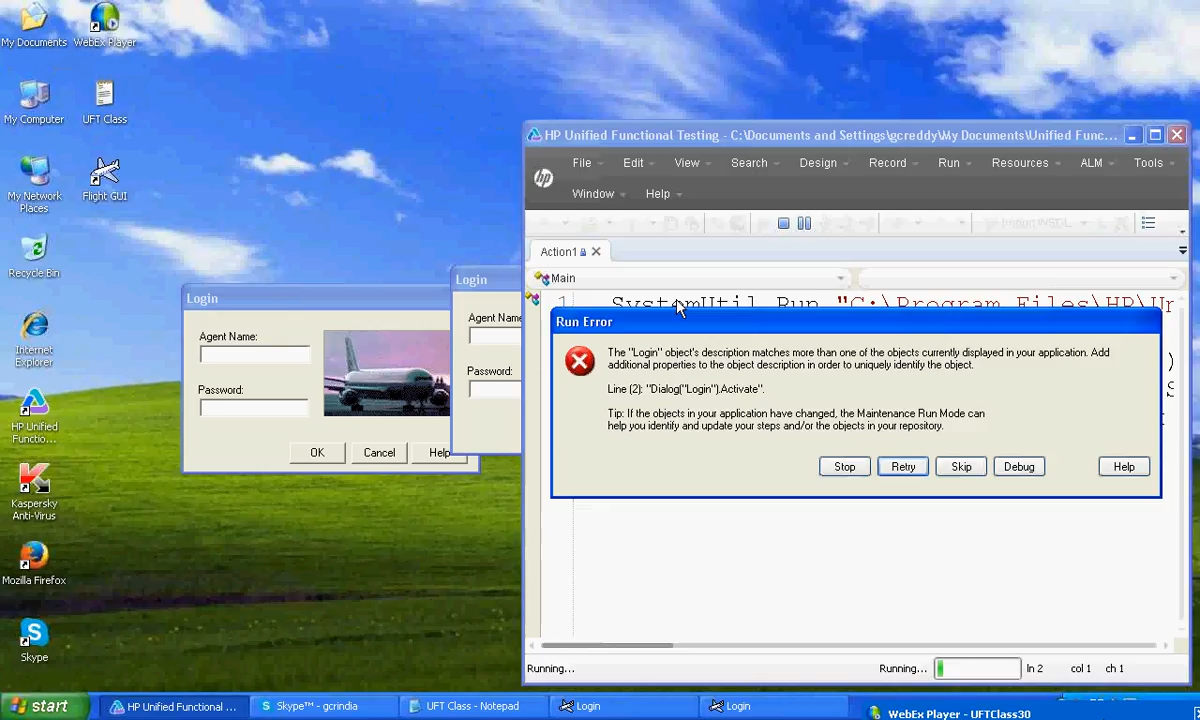 My Documents
WebEx Player
My Computer
UFT Class
My Network
Places
Flight GUI
Recycle Bin
Internet
Explorer
HP Unified
Functio...
Kaspersky
Anti-Virus
Mozilla Firefox
Skype
Login
Agent Name:
Password:
OK
Cancel
Help
Login
Agent Name
Password:
HP Unified Functional Testing - C:\Documents and Settings\gcreddy\My Documents\Unified Func...
hp
File Edit View Search Design Record Run Resources ALM Tools
Window Help
Import WSDL
Action1
Main
1 SystemUtil.Run "C:\Program Files\HP\Un
Run Error
The "Login" object's description matches more than one of the objects currently displayed in your application. Add
additional properties to the object description in order to uniquely identify the object.
Line (2): "Dialog("Login").Activate".
Tip: If the objects in your application have changed, the Maintenance Run Mode can
help you identify and update your steps and/or the objects in your repository.
Stop Retry Skip Debug Help
Running...
Running... ln 2 col 1 ch 1
start
HP Unified Functional ...
Skype™ - gcrindia
UFT Class - Notepad
Login
Login
WebEx Player - UFTClass30